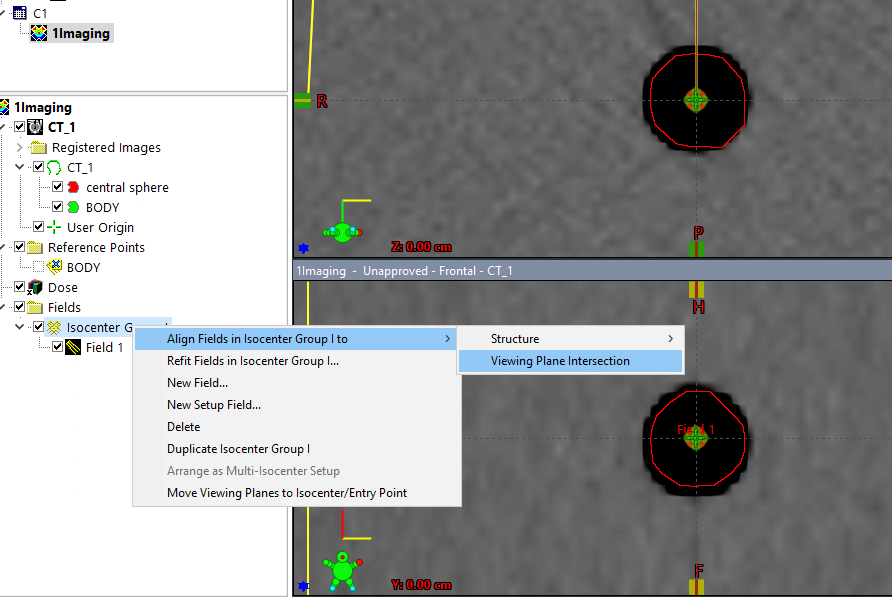 C1
1Imaging
1Imaging
CT_1
Registered Images
CT_1
central sphere
BODY
User Origin
Reference Points
BODY
Dose
Fields
Isocenter G
Field 1
Align Fields in Isocenter Group I to
Refit Fields in Isocenter Group I...
New Field...
New Setup Field...
Delete
Duplicate Isocenter Group I
Arrange as Multi-Isocenter Setup
Move Viewing Planes to Isocenter/Entry Point
Structure
Viewing Plane Intersection
R
Z: 0.00 cm
P
1Imaging - Unapproved - Frontal - CT_1
H
Field 1
Y: 0.00 cm
F